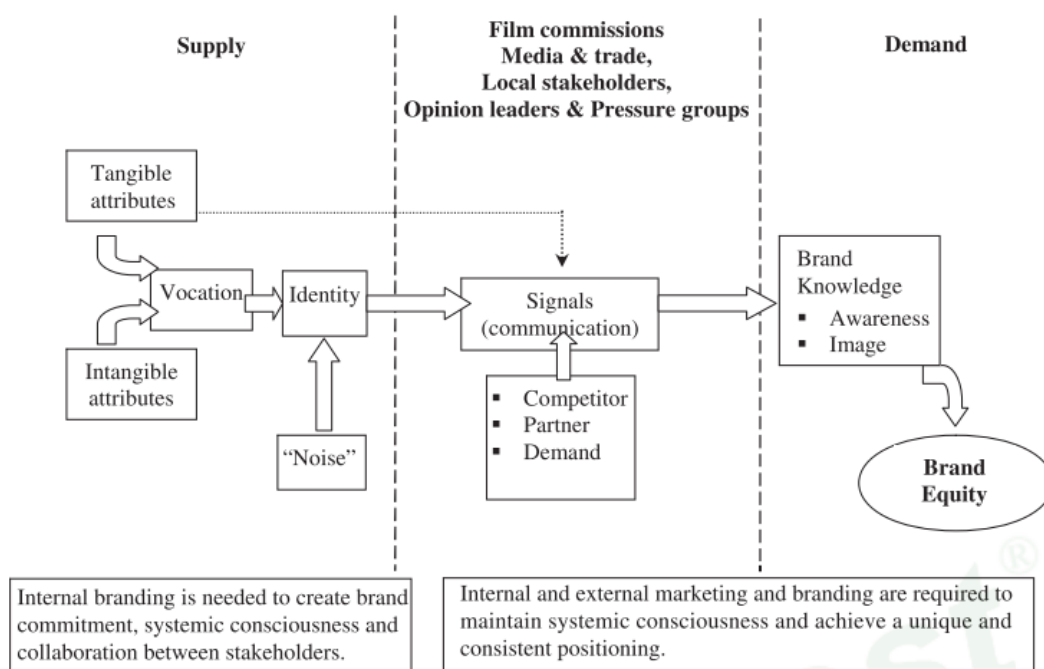 Supply
Film commissions
Media & trade,
Local stakeholders,
Opinion leaders & Pressure groups
Demand
Tangible
attributes
Vocation
Identity
Intangible
attributes
“Noise”
Signals
(communication)
▪ Competitor
▪ Partner
▪ Demand
Brand
Knowledge
▪ Awareness
▪ Image
Brand
Equity
Internal branding is needed to create brand
commitment, systemic consciousness and
collaboration between stakeholders.
Internal and external marketing and branding are required to
maintain systemic consciousness and achieve a unique and
consistent positioning.
st®